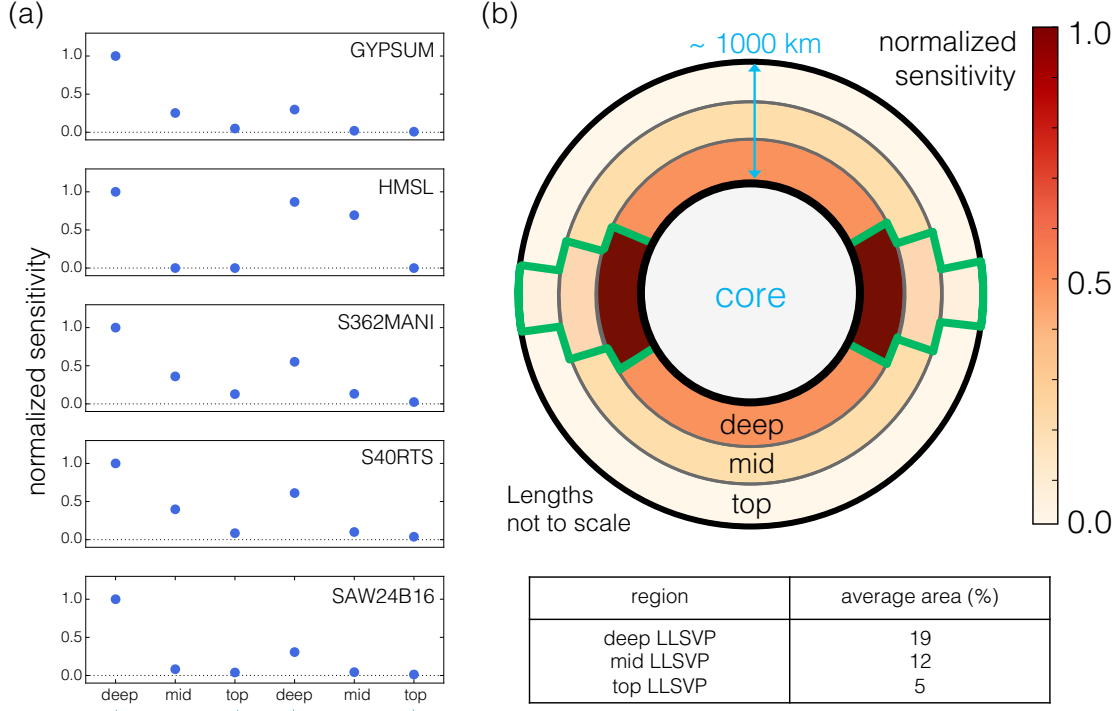 (a)
normalized sensitivity
GYPSUM
1.0
0.5
0.0
HMSL
1.0
0.5
0.0
S362MANI
1.0
0.5
0.0
S40RTS
1.0
0.5
0.0
SAW24B16
1.0
0.5
0.0
deep mid top deep mid top
(b)
~ 1000 km
normalized
sensitivity
1.0
0.5
0.0
core
deep
mid
top
Lengths
not to scale
region average area (%)
deep LLSVP 19
mid LLSVP 12
top LLSVP 5